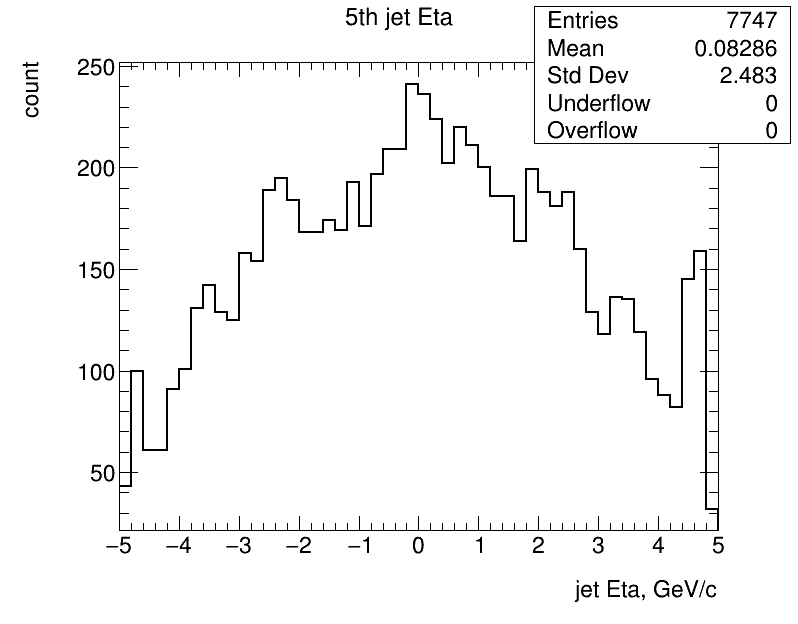 5th jet Eta
Entries 7747
Mean 0.08286
Std Dev 2.483
Underflow 0
Overflow 0
count
250
200
150
100
50
−5 −4 −3 −2 −1 0 1 2 3 4 5
jet Eta, GeV/c